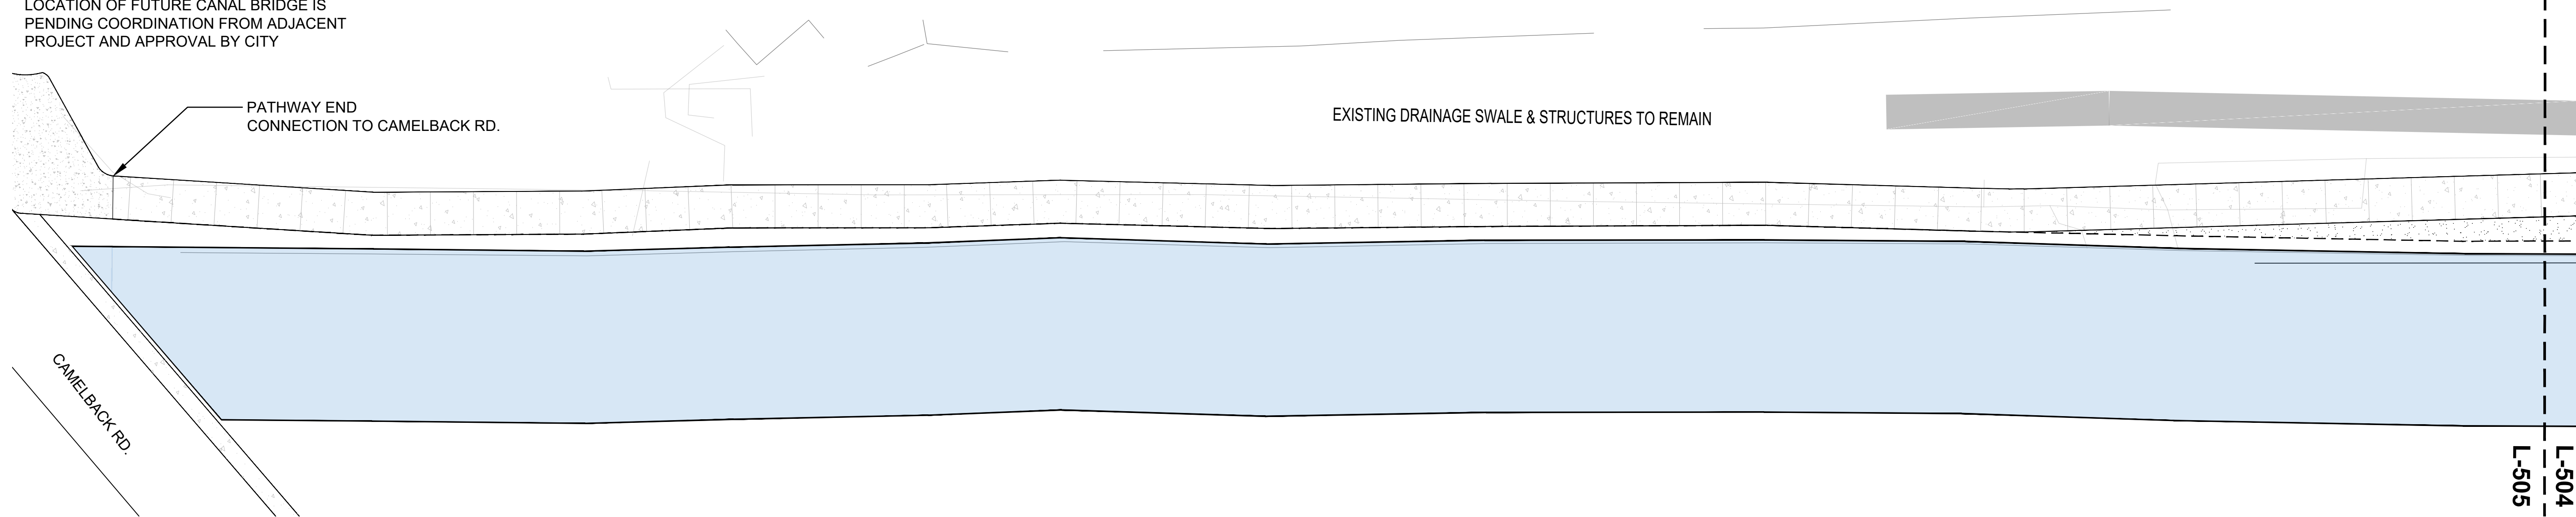 LOCATION OF FUTURE CANAL BRIDGE IS
PENDING COORDINATION FROM ADJACENT
PROJECT AND APPROVAL BY CITY
PATHWAY END
CONNECTION TO CAMELBACK RD.
EXISTING DRAINAGE SWALE & STRUCTURES TO REMAIN
CAMELBACK RD.
L-505
L-504